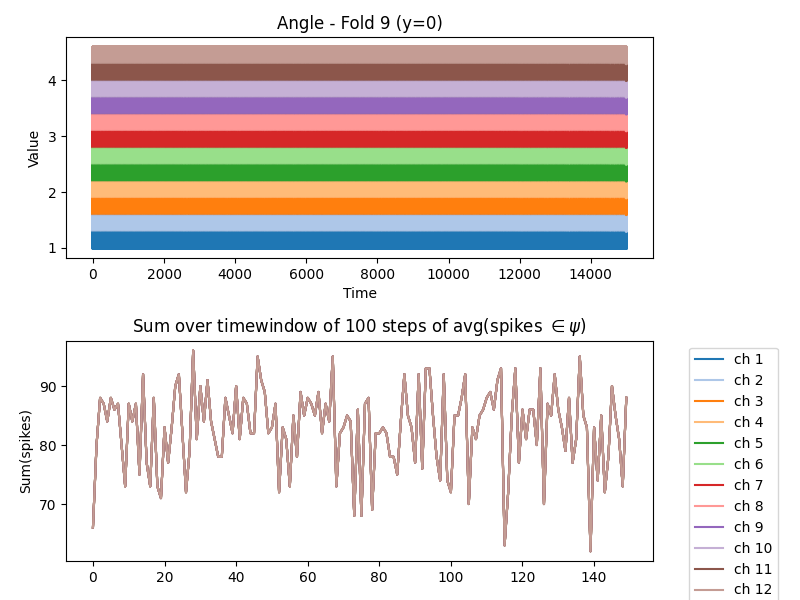 Angle - Fold 9 (y=0)
Value
4
3
2
1
0 2000 4000 6000 8000 10000 12000 14000
Time
Sum over timewindow of 100 steps of avg(spikes ∈ ψ)
Sum(spikes)
90
80
70
0 20 40 60 80 100 120 140
ch 1
ch 2
ch 3
ch 4
ch 5
ch 6
ch 7
ch 8
ch 9
ch 10
ch 11
ch 12